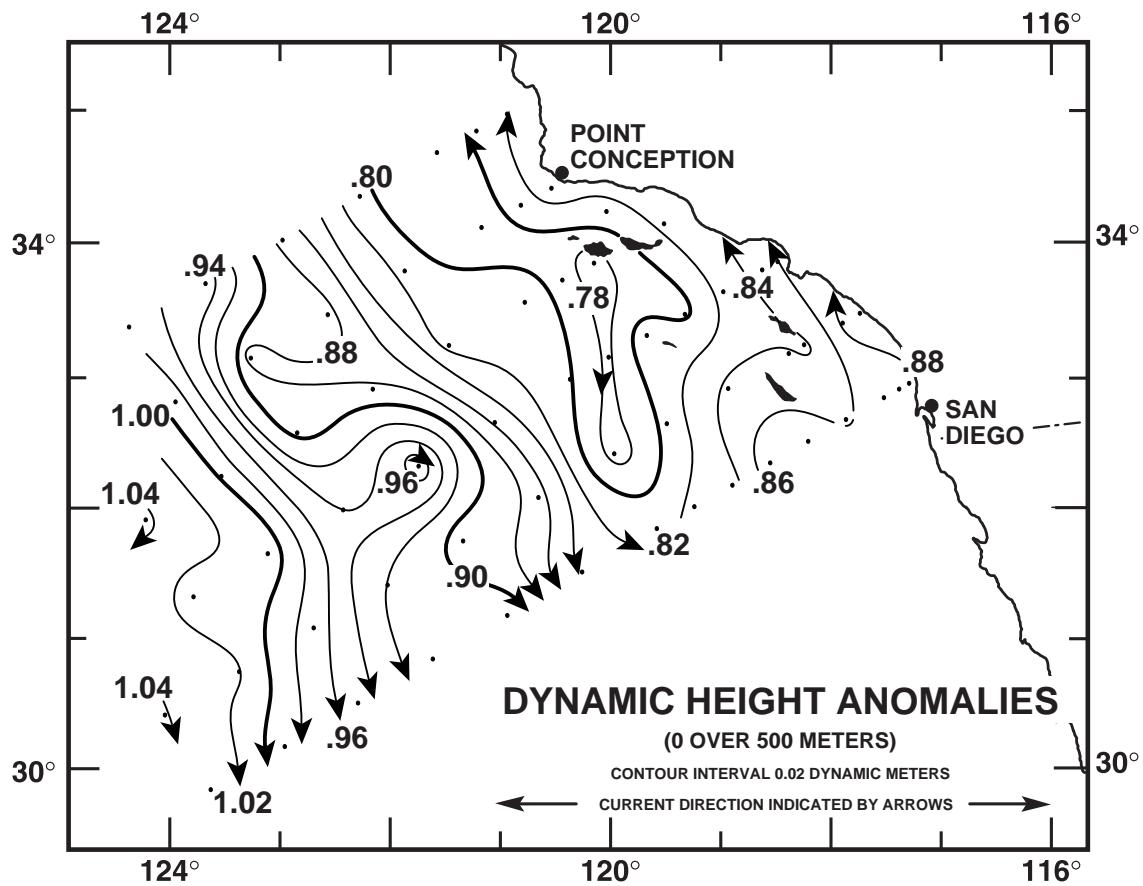 124° 120° 116°
POINT
CONCEPTION
.80
34° 34°
.94
.84
.78
.88
.88
1.00
SAN
DIEGO
.96
.86
1.04
.82
.90
1.04
DYNAMIC HEIGHT ANOMALIES
.96
(0 OVER 500 METERS)
30° 30°
CONTOUR INTERVAL 0.02 DYNAMIC METERS
1.02
CURRENT DIRECTION INDICATED BY ARROWS
124° 120° 116°